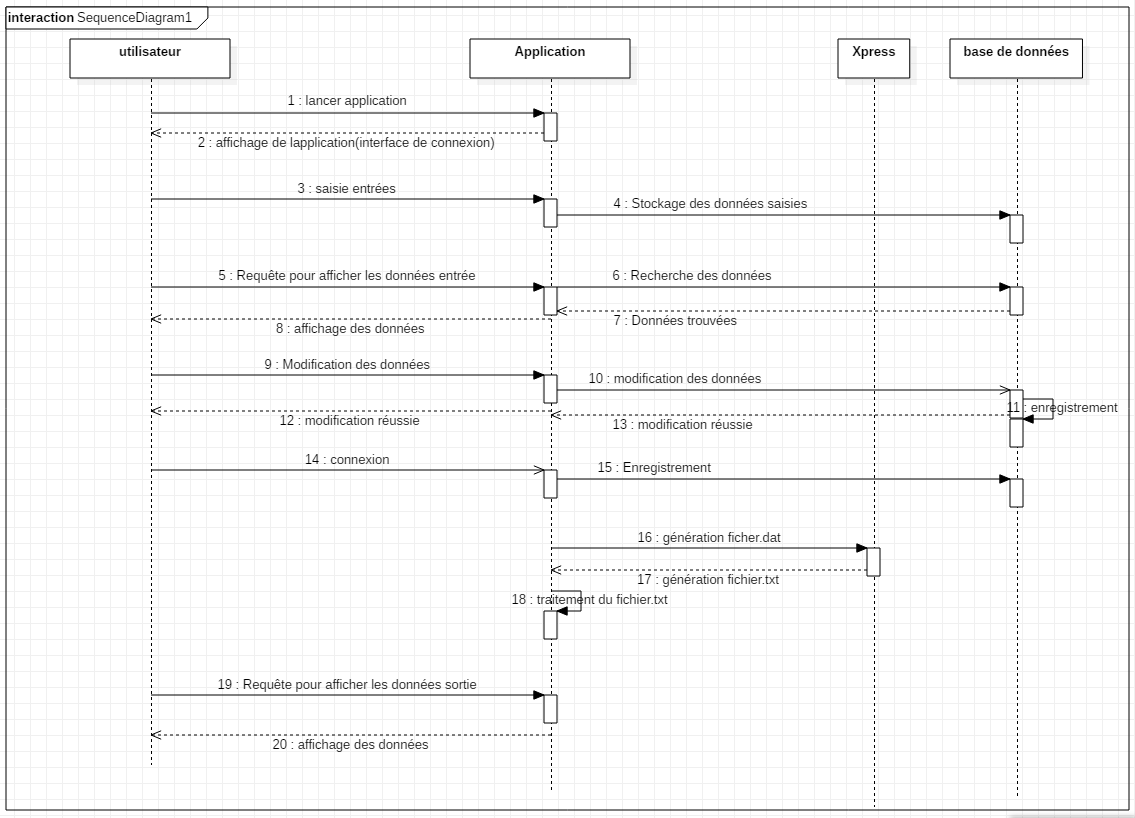 interaction SequenceDiagram1
utilisateur
Application
Xpress
base de données
1 : lancer application
2 : affichage de lapplication(interface de connexion)
3 : saisie entrées
4 : Stockage des données saisies
5 : Requête pour afficher les données entrée
6 : Recherche des données
7 : Données trouvées
8 : affichage des données
9 : Modification des données
10 : modification des données
11 : enregistrement
12 : modification réussie
13 : modification réussie
14 : connexion
15 : Enregistrement
16 : génération ficher.dat
17 : génération fichier.txt
18 : traitement du fichier.txt
19 : Requête pour afficher les données sortie
20 : affichage des données